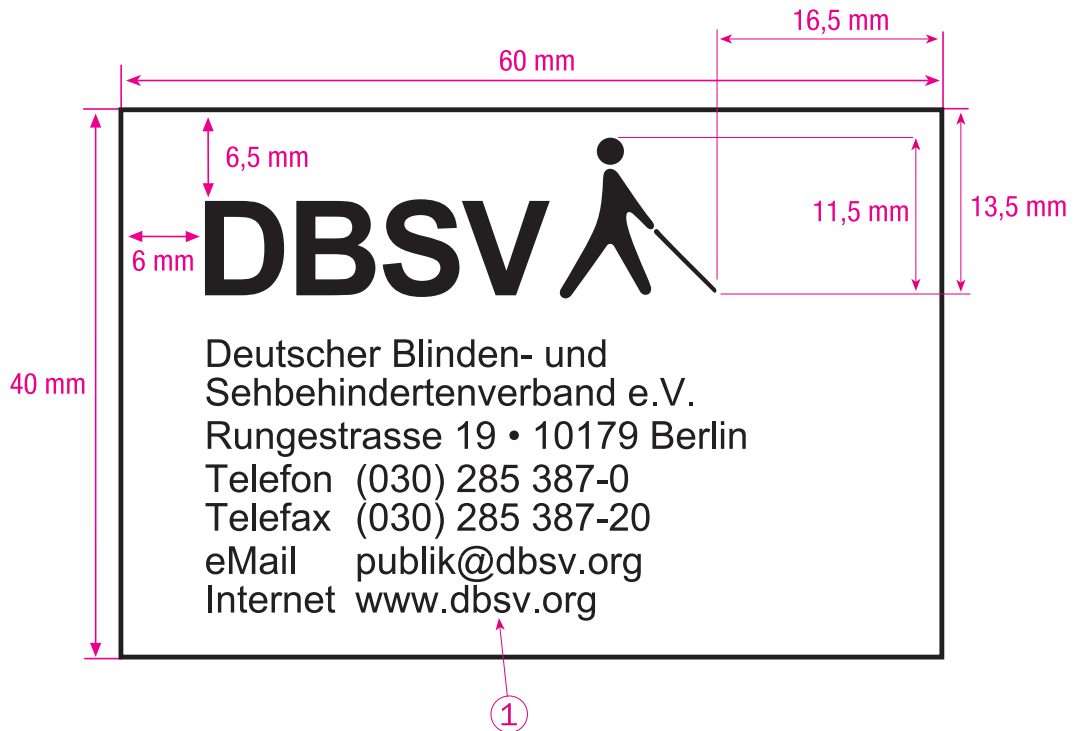 16,5 mm
60 mm
6,5 mm
11,5 mm
13,5 mm
DBSV
6 mm
Deutscher Blinden- und
40 mm
Sehbehindertenverband e.V.
Rungestrasse 19 • 10179 Berlin
Telefon (030) 285 387-0
Telefax (030) 285 387-20
eMail publik@dbsv.org
Internet www.dbsv.org
1